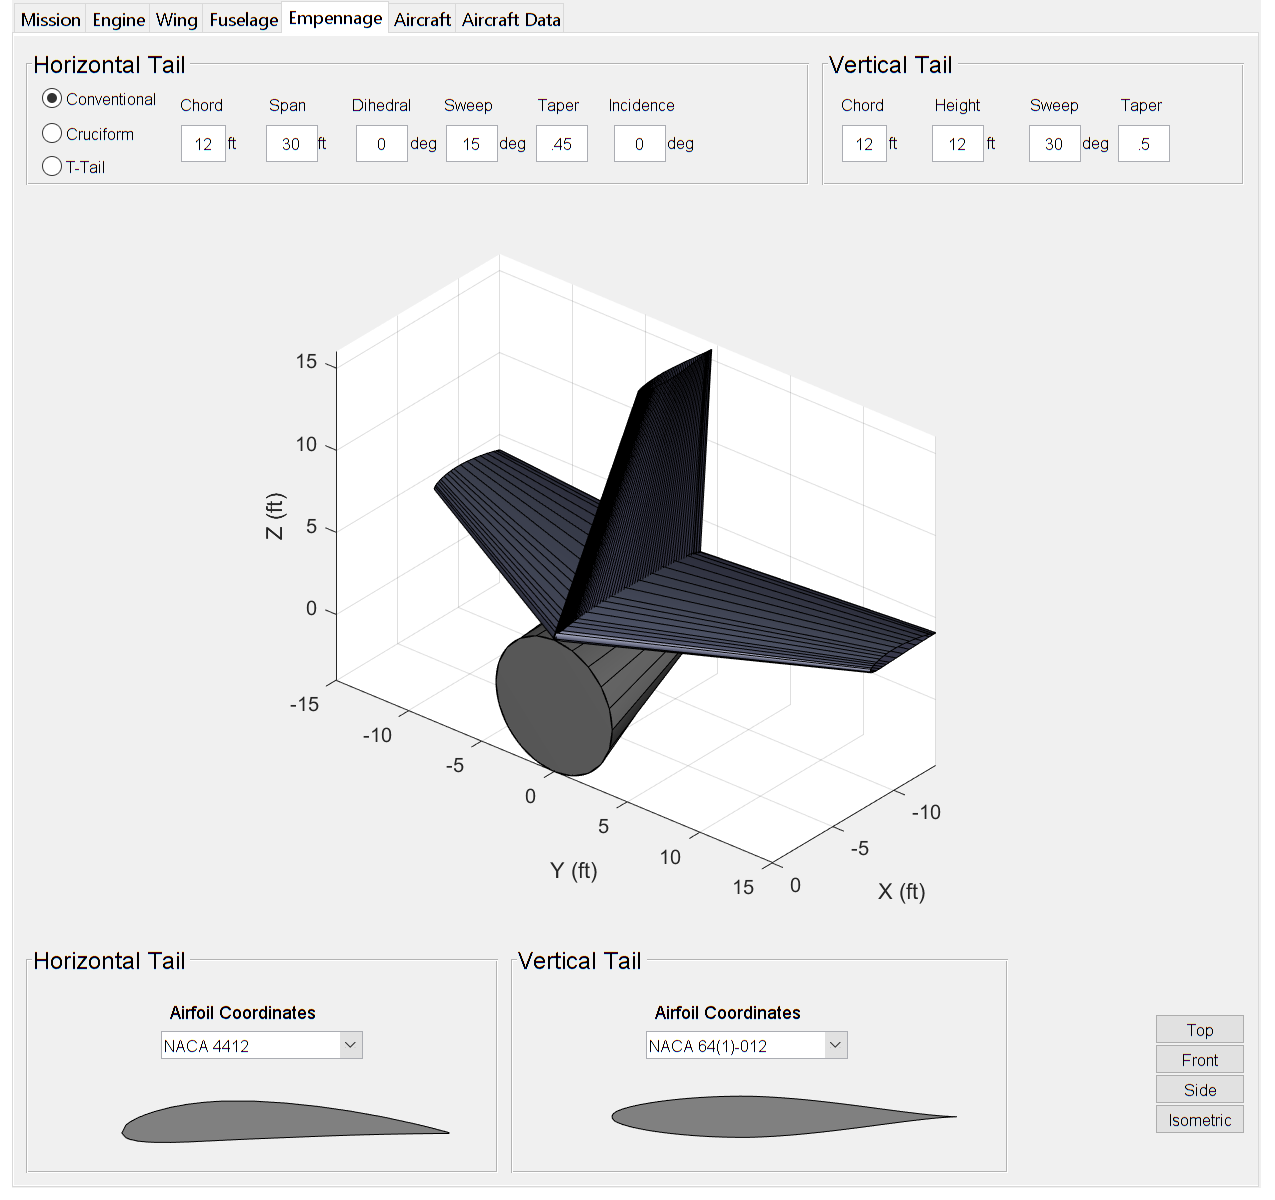 Mission Engine Wing Fuselage Empennage Aircraft Aircraft Data
Horizontal Tail
Conventional
Cruciform
T-Tail
Chord Span Dihedral Sweep Taper Incidence
12 ft 30 ft 0 deg 15 deg .45 0 deg
Vertical Tail
Chord Height Sweep Taper
12 ft 12 ft 30 deg .5
15
10
5
0
Z (ft)
-15
-10
-5
0
5
10
15
Y (ft)
0
-5
-10
X (ft)
Horizontal Tail
Airfoil Coordinates
NACA 4412
Vertical Tail
Airfoil Coordinates
NACA 64(1)-012
Top
Front
Side
Isometric